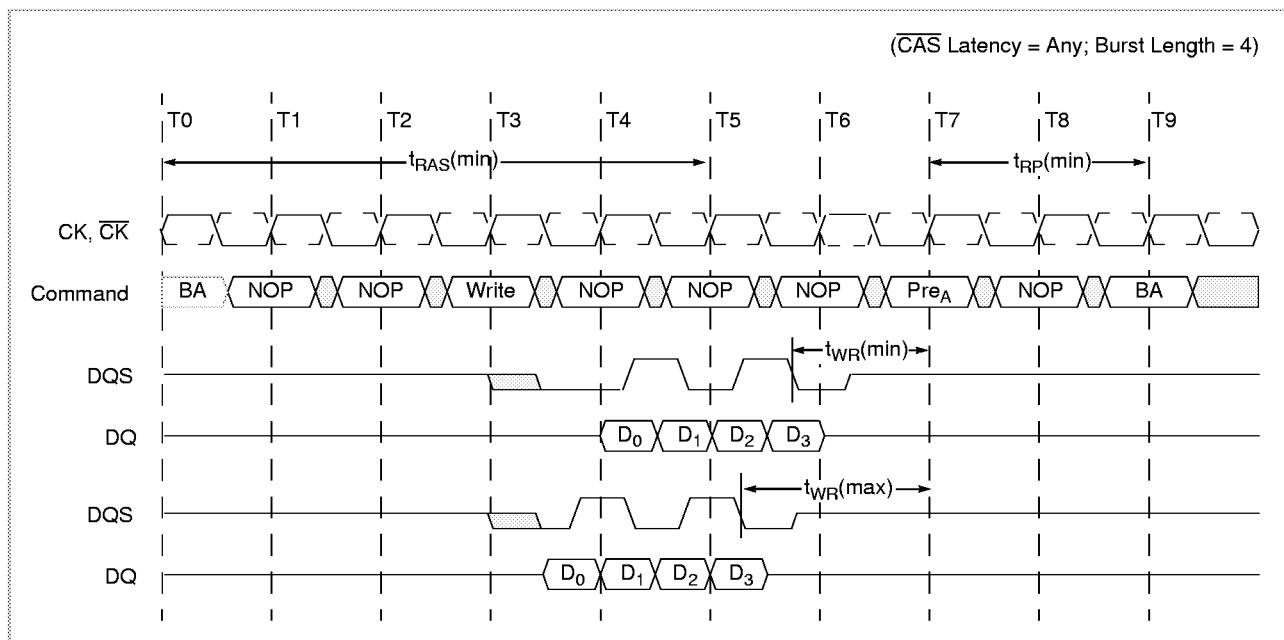 (C̅A̅S̅ Latency = Any; Burst Length = 4)
T0 T1 T2 T3 T4 T5 T6 T7 T8 T9
tRAS(min) tRP(min)
CK, C̅K̅
Command BA NOP NOP Write NOP NOP NOP PreA NOP BA
tWR(min)
DQS
DQ D0 D1 D2 D3
tWR(max)
DQS
DQ D0 D1 D2 D3